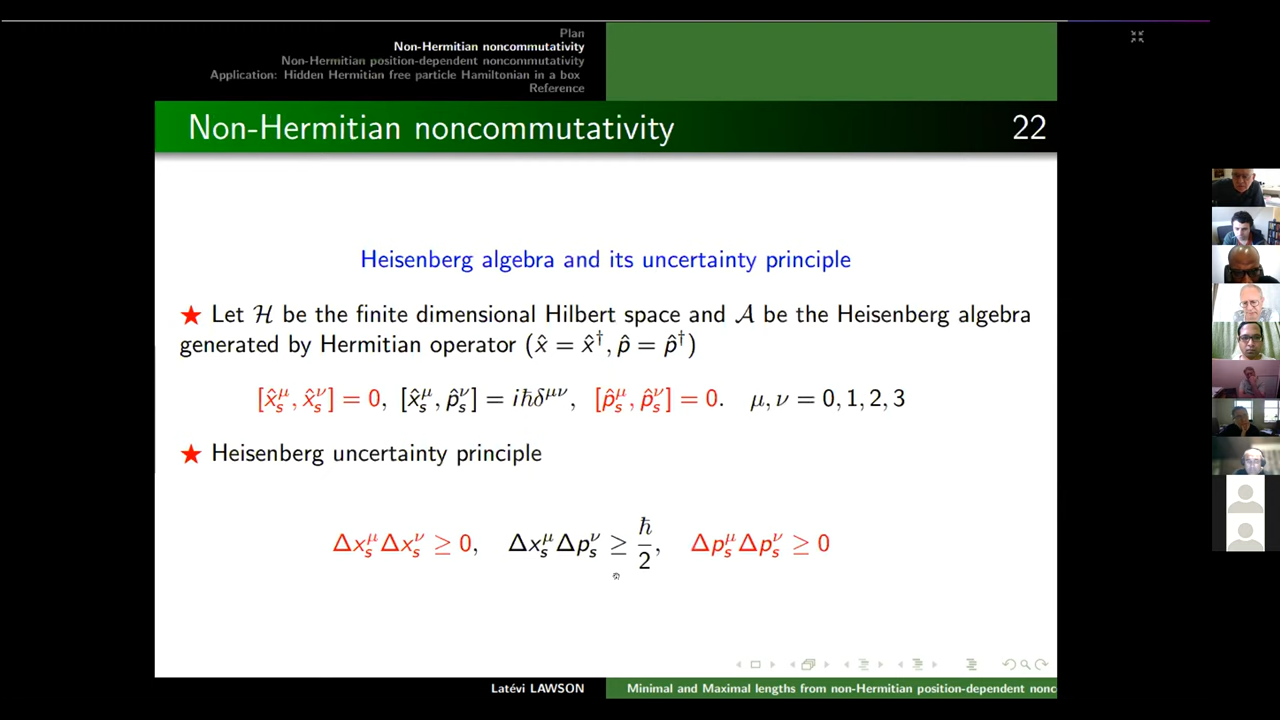 Plan
Non-Hermitian noncommutativity
Non-Hermitian position-dependent noncommutativity
Application: Hidden Hermitian free particle Hamiltonian in a box
Reference
Non-Hermitian noncommutativity 22
Heisenberg algebra and its uncertainty principle
★ Let ℋ be the finite dimensional Hilbert space and 𝒜 be the Heisenberg algebra
generated by Hermitian operator (x̂ = x̂†, p̂ = p̂†)
[x̂ₛ^μ, x̂ₛ^ν] = 0, [x̂ₛ^μ, p̂ₛ^ν] = iħδ^μν, [p̂ₛ^μ, p̂ₛ^ν] = 0. μ, ν = 0, 1, 2, 3
★ Heisenberg uncertainty principle
Δxₛ^μ Δxₛ^ν ≥ 0, Δxₛ^μ Δpₛ^ν ≥ ħ/2, Δpₛ^μ Δpₛ^ν ≥ 0
Latévi LAWSON Minimal and Maximal lengths from non-Hermitian position-dependent nonc